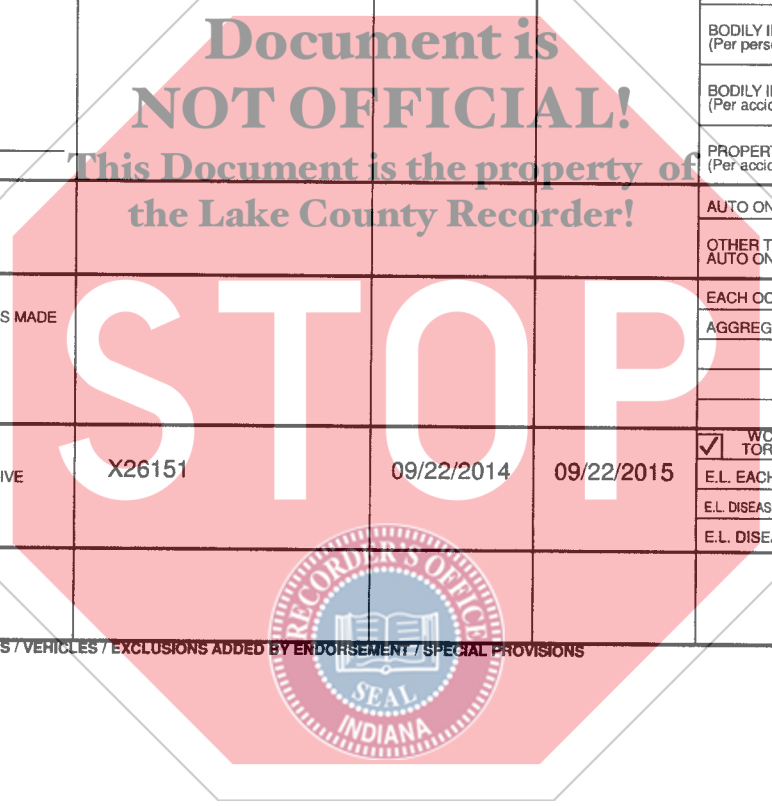 Document is
NOT OFFICIAL!
This Document is the property of
the Lake County Recorder!
STOP
BODILY I
(Per pers
BODILY I
(Per accid
PROPERT
(Per accid
AUTO ON
OTHER T
AUTO ON
S MADE
EACH OC
AGGREG
IVE X26151 09/22/2014 09/22/2015
✓ WC
TOR
E.L. EACH
E.L. DISEAS
E.L. DISEA
S / VEHICLES / EXCLUSIONS ADDED BY ENDORSEMENT / SPECIAL PROVISIONS
RECORDER'S OFFICE
SEAL
INDIANA